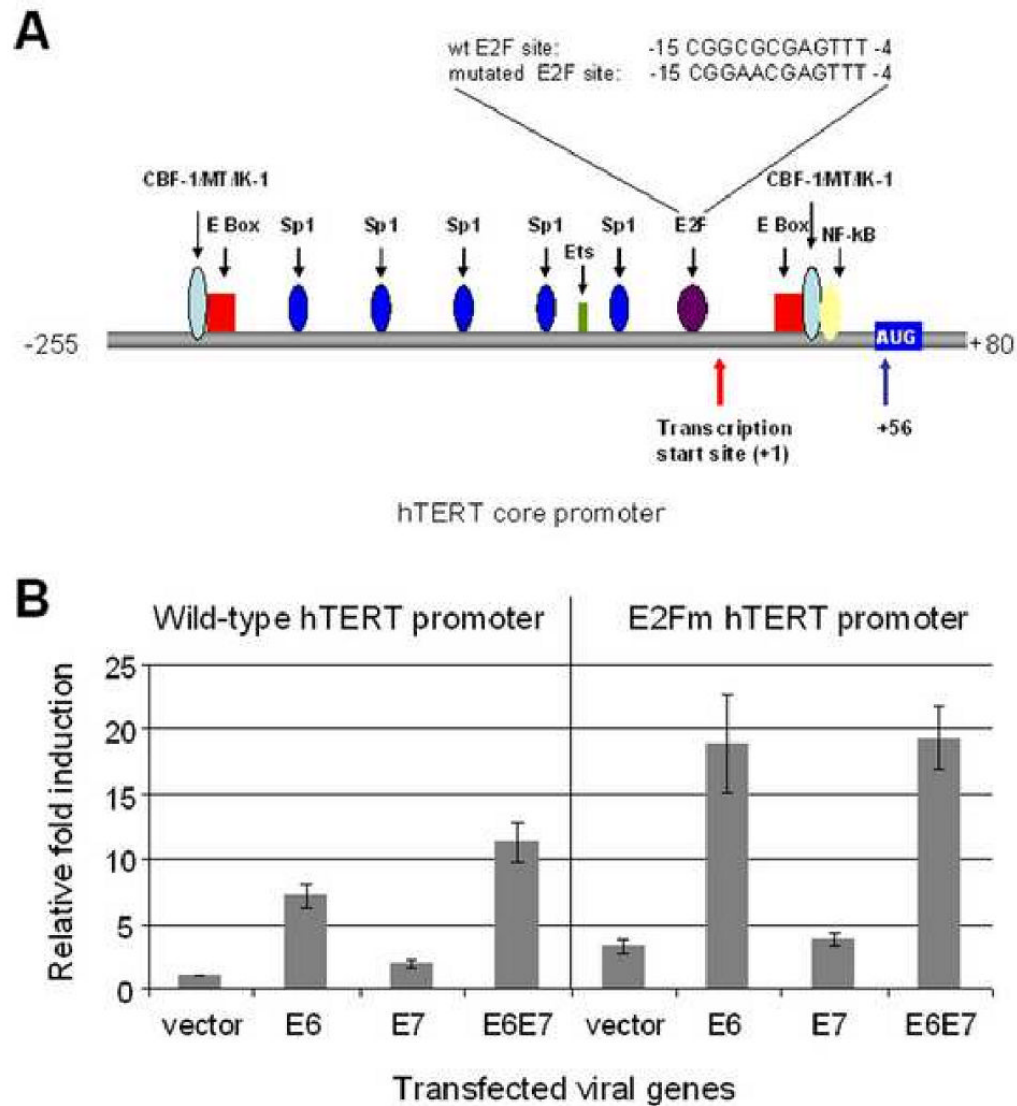 A
wt E2F site: -15 CGGCGCGAGTTT -4
mutated E2F site: -15 CGGAACGAGTTT -4
CBF-1/MT/IK-1 CBF-1/MT/IK-1
E Box Sp1 Sp1 Sp1 Sp1 Ets Sp1 E2F E Box NF-kB
-255 AUG +80
Transcription
start site (+1)
+56
hTERT core promoter
B
Wild-type hTERT promoter E2Fm hTERT promoter
Relative fold induction
25
20
15
10
5
0
vector E6 E7 E6E7 vector E6 E7 E6E7
Transfected viral genes